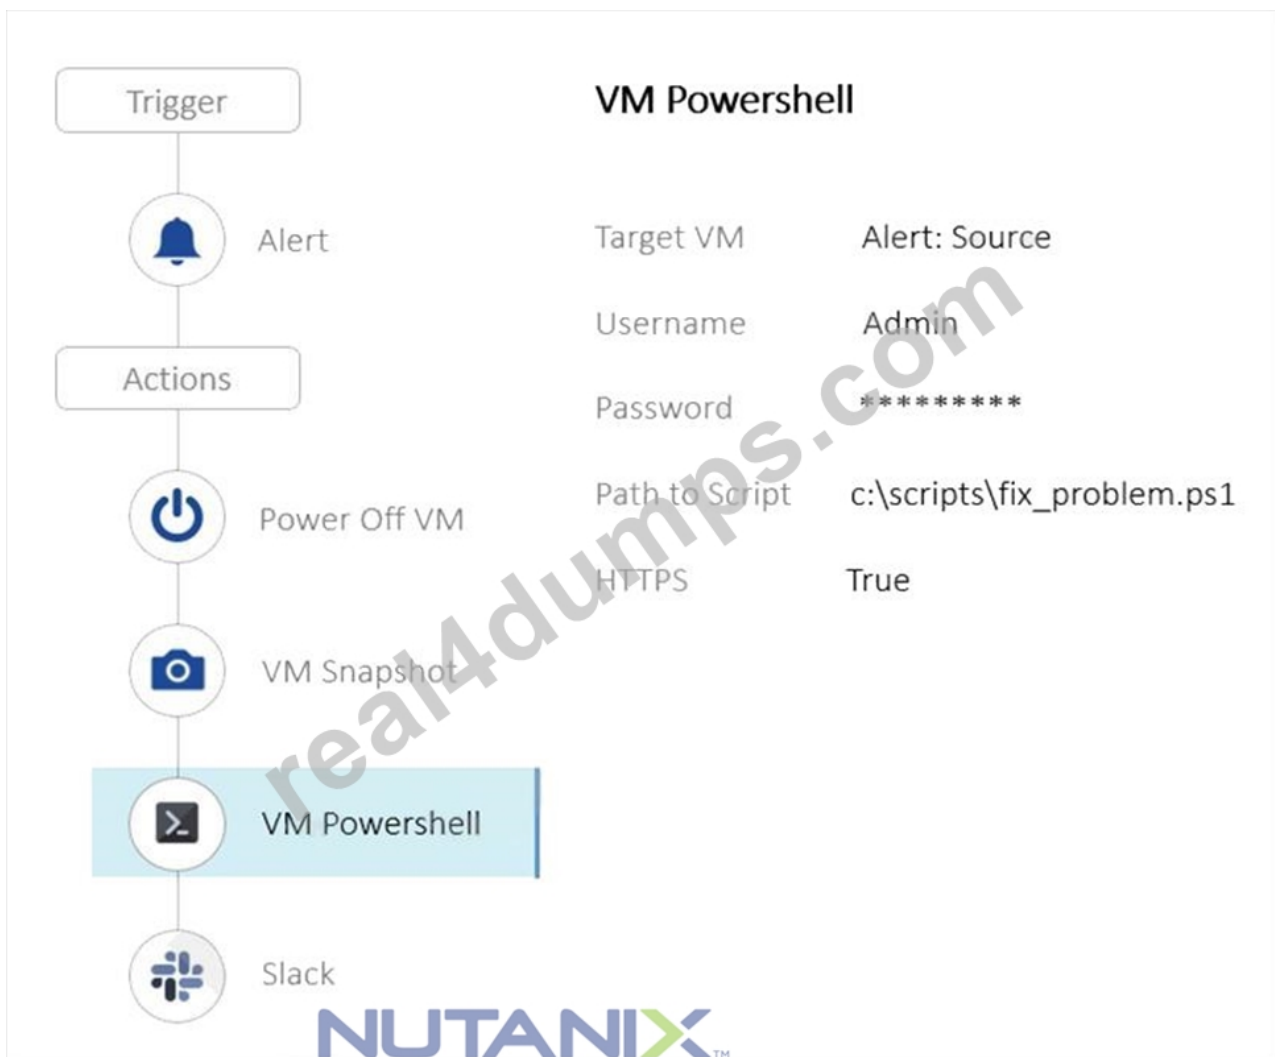 Trigger
VM Powershell
Alert
Target VM Alert: Source
Username Admin
Actions
Password *********
Path to Script c:\scripts\fix_problem.ps1
Power Off VM
HTTPS True
VM Snapshot
VM Powershell
Slack
NUTANIX™
real4dumps.com